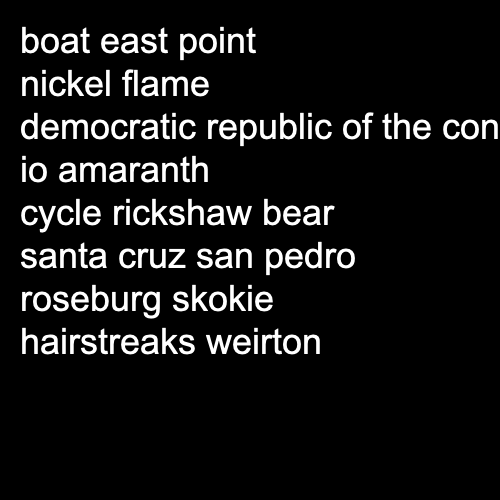 boat east point
nickel flame
democratic republic of the con
io amaranth
cycle rickshaw bear
santa cruz san pedro
roseburg skokie
hairstreaks weirton